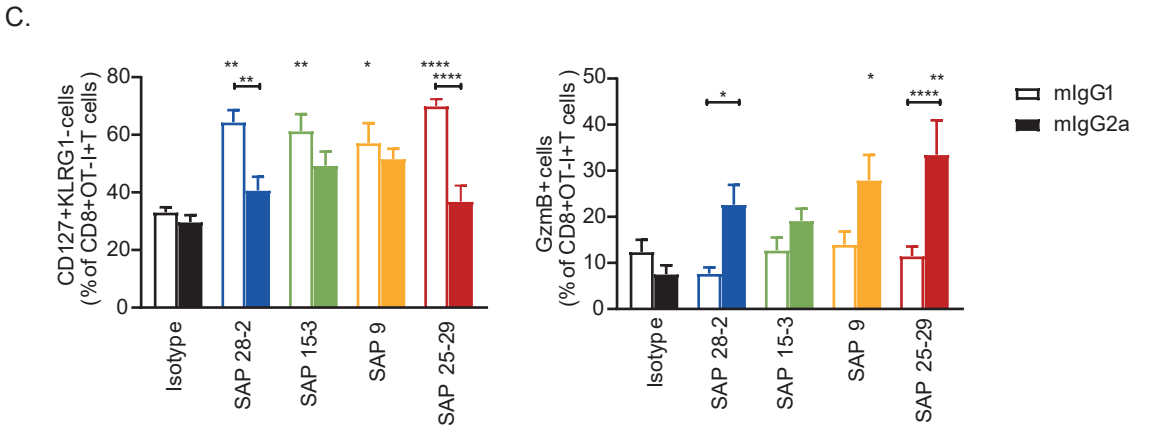 C.
CD127+KLRG1-cells
(% of CD8+OT-I+T cells)
80
60
40
20
0
** ** * ****
** ****
Isotype
SAP 28-2
SAP 15-3
SAP 9
SAP 25-29
GzmB+cells
(% of CD8+OT-I+T cells)
50
40
30
20
10
0
* **
* ****
Isotype
SAP 28-2
SAP 15-3
SAP 9
SAP 25-29
mIgG1
mIgG2a